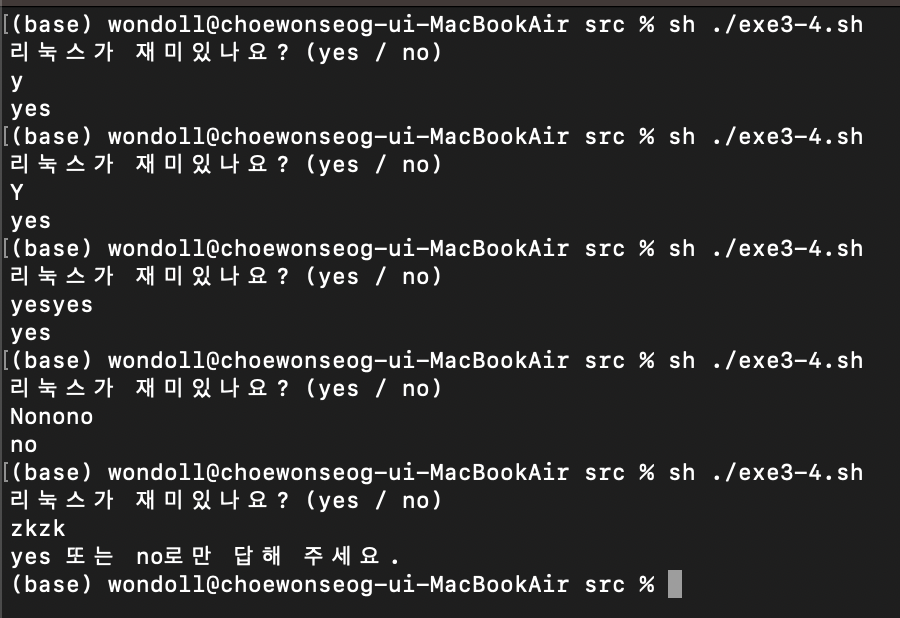 [(base) wondoll@choewonseog-ui-MacBookAir src % sh ./exe3-4.sh
리눅스가 재미있나요? (yes / no)
y
yes
[(base) wondoll@choewonseog-ui-MacBookAir src % sh ./exe3-4.sh
리눅스가 재미있나요? (yes / no)
Y
yes
[(base) wondoll@choewonseog-ui-MacBookAir src % sh ./exe3-4.sh
리눅스가 재미있나요? (yes / no)
yesyes
yes
[(base) wondoll@choewonseog-ui-MacBookAir src % sh ./exe3-4.sh
리눅스가 재미있나요? (yes / no)
Nonono
no
[(base) wondoll@choewonseog-ui-MacBookAir src % sh ./exe3-4.sh
리눅스가 재미있나요? (yes / no)
zkzk
yes 또는 no로만 답해 주세요.
(base) wondoll@choewonseog-ui-MacBookAir src %